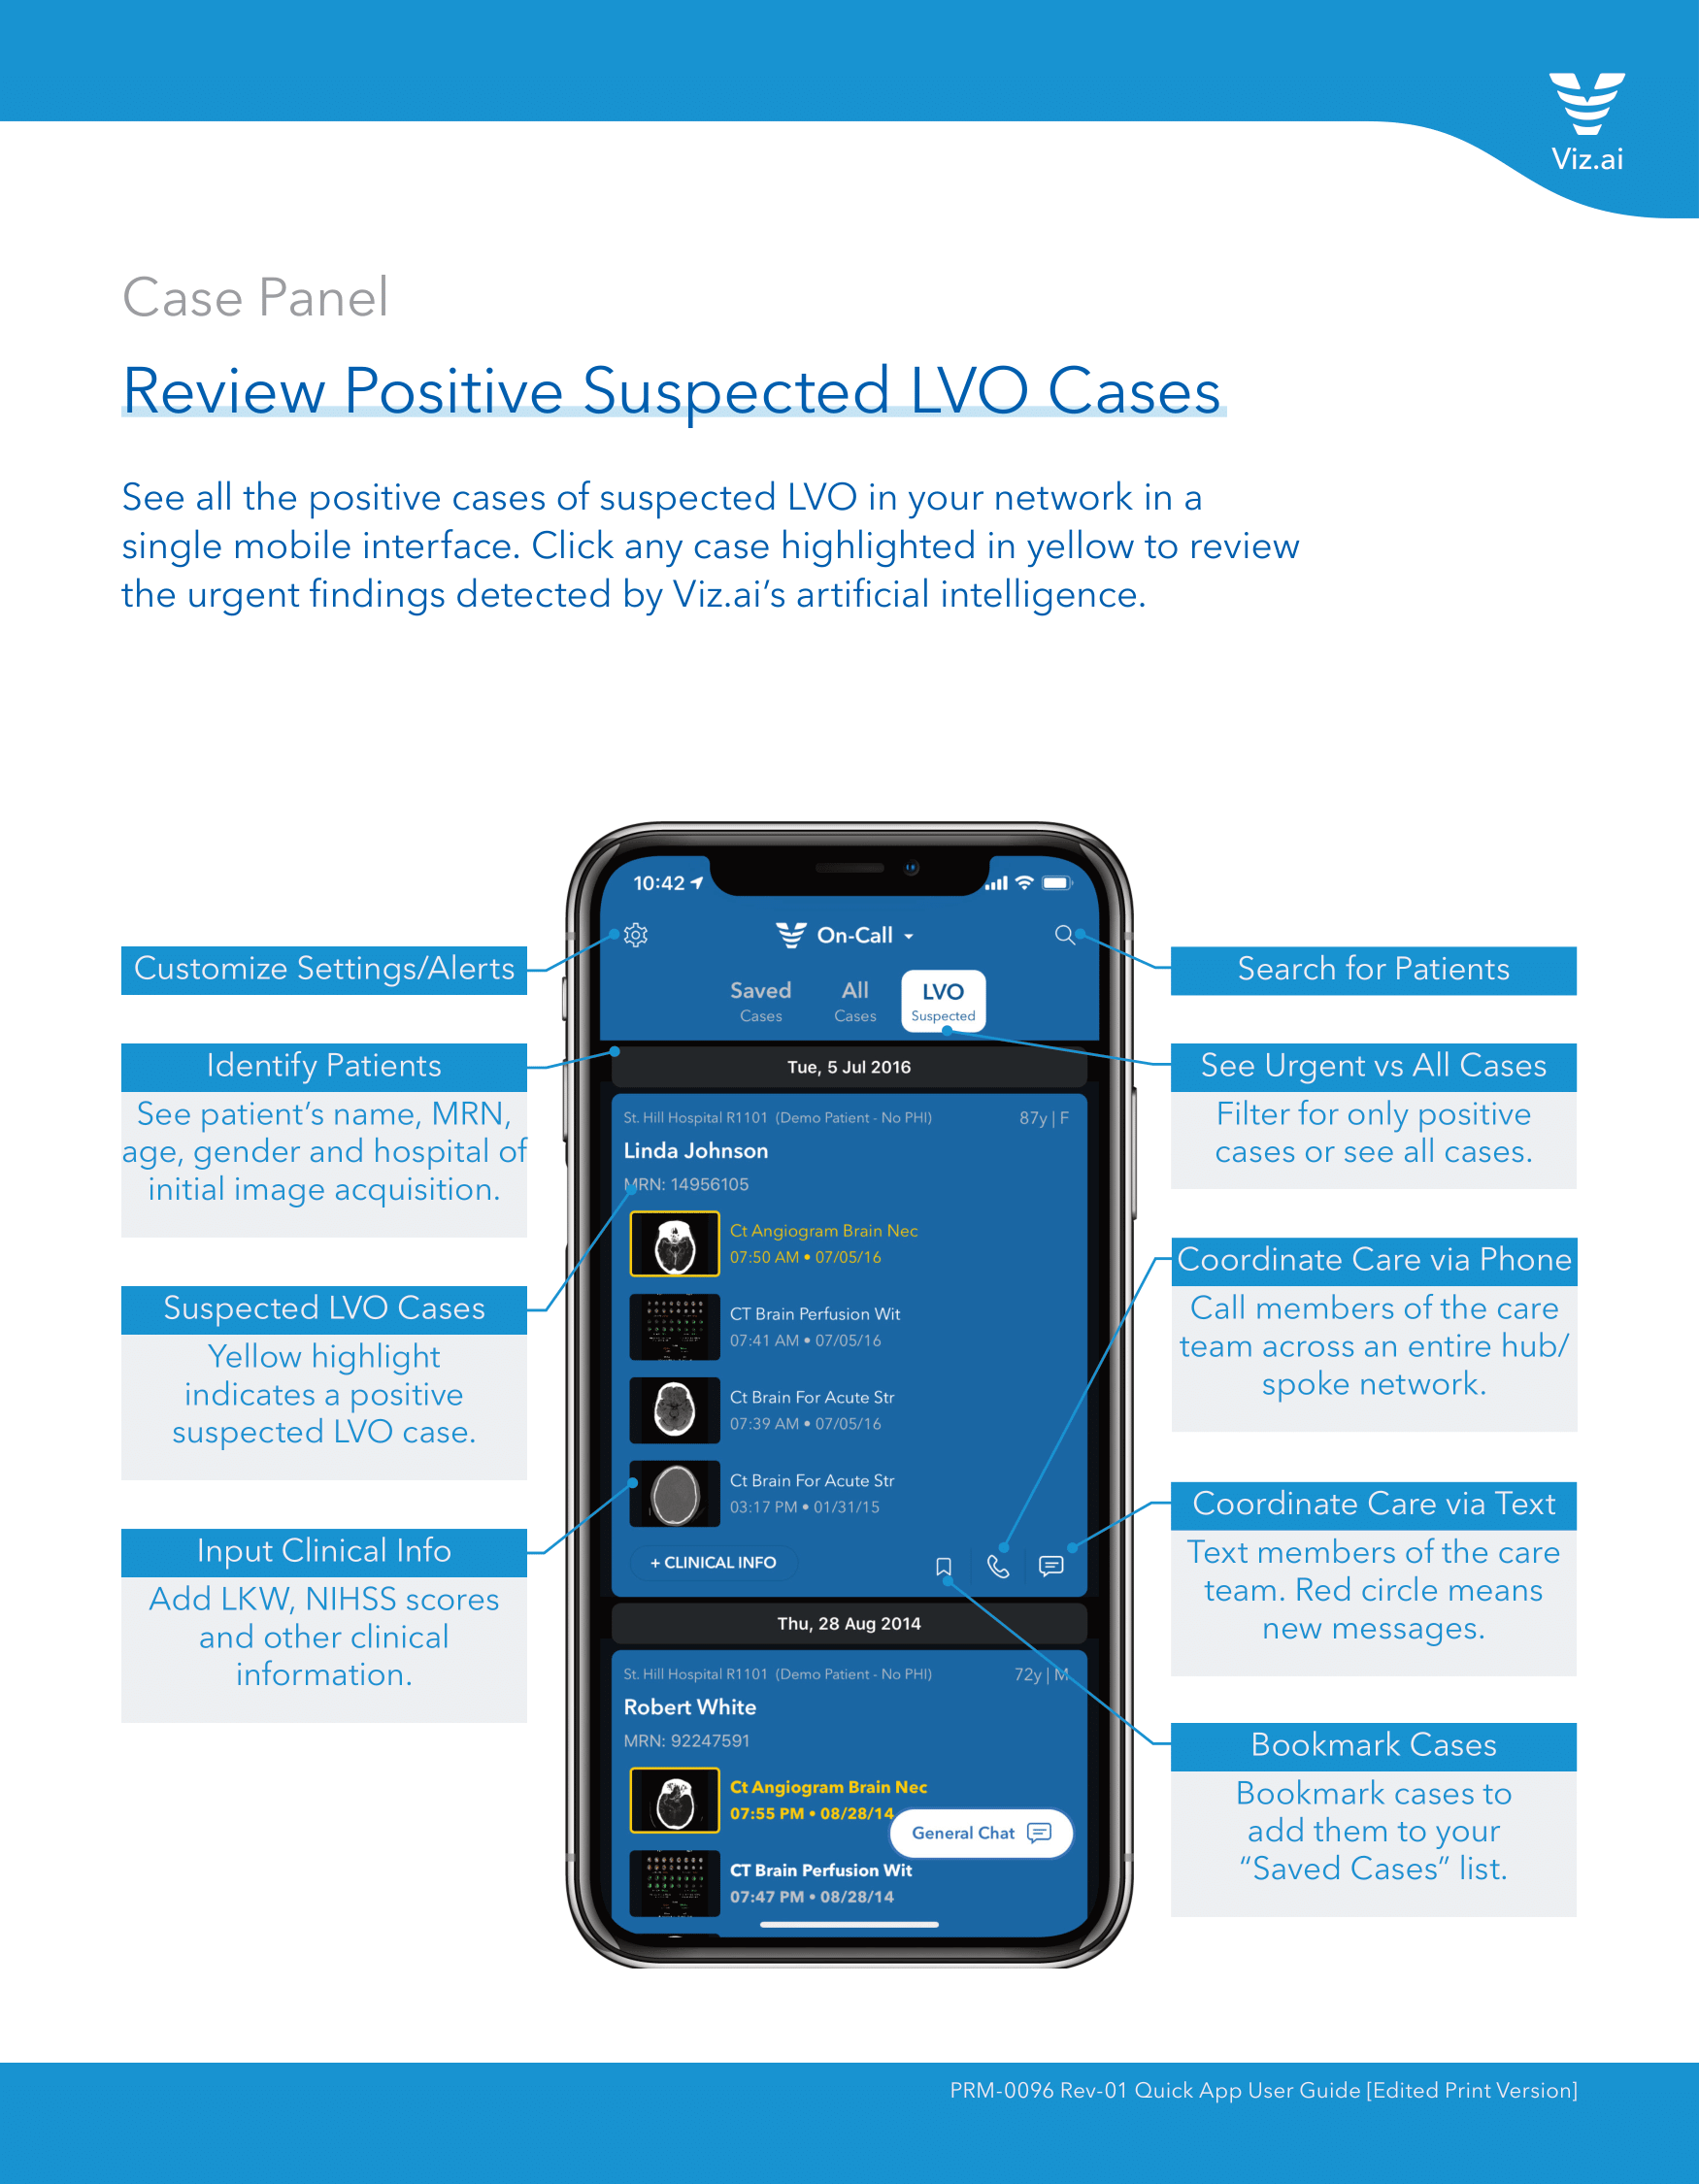 Viz.ai
Case Panel
Review Positive Suspected LVO Cases
See all the positive cases of suspected LVO in your network in a
single mobile interface. Click any case highlighted in yellow to review
the urgent findings detected by Viz.ai’s artificial intelligence.
Customize Settings/Alerts
Identify Patients
See patient’s name, MRN,
age, gender and hospital of
initial image acquisition.
Suspected LVO Cases
Yellow highlight
indicates a positive
suspected LVO case.
Input Clinical Info
Add LKW, NIHSS scores
and other clinical
information.
10:42
On-Call
Saved
Cases
All
Cases
LVO
Suspected
Tue, 5 Jul 2016
St. Hill Hospital R1101 (Demo Patient - No PHI) 87y | F
Linda Johnson
MRN: 14956105
Ct Angiogram Brain Nec
07:50 AM • 07/05/16
CT Brain Perfusion Wit
07:41 AM • 07/05/16
Ct Brain For Acute Str
07:39 AM • 07/05/16
Ct Brain For Acute Str
03:17 PM • 01/31/15
+ CLINICAL INFO
Thu, 28 Aug 2014
St. Hill Hospital R1101 (Demo Patient - No PHI) 72y | M
Robert White
MRN: 92247591
Ct Angiogram Brain Nec
07:55 PM • 08/28/14
General Chat
CT Brain Perfusion Wit
07:47 PM • 08/28/14
Search for Patients
See Urgent vs All Cases
Filter for only positive
cases or see all cases.
Coordinate Care via Phone
Call members of the care
team across an entire hub/
spoke network.
Coordinate Care via Text
Text members of the care
team. Red circle means
new messages.
Bookmark Cases
Bookmark cases to
add them to your
“Saved Cases” list.
PRM-0096 Rev-01 Quick App User Guide [Edited Print Version]